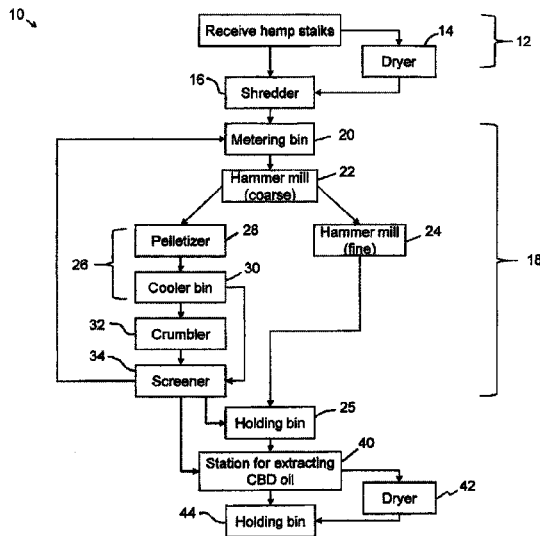 10
Receive hemp stalks
12
14
Dryer
16
Shredder
Metering bin
20
Hammer mill
(coarse)
22
Pelletizer
28
Hammer mill
(fine)
24
18
26
30
Cooler bin
32
Crumbler
34
Screener
Holding bin
25
40
Station for extracting
CBD oil
Dryer
42
44
Holding bin